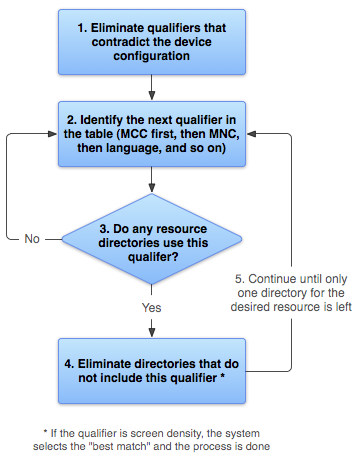 1. Eliminate qualifiers that
contradict the device
configuration
2. Identify the next qualifier in
the table (MCC first, then MNC,
then language, and so on)
3. Do any resource
directories use this
qualifer?
No
Yes
5. Continue until only
one directory for the
desired resource is left
4. Eliminate directories that do
not include this qualifier *
* If the qualifier is screen density, the system
selects the "best match" and the process is done